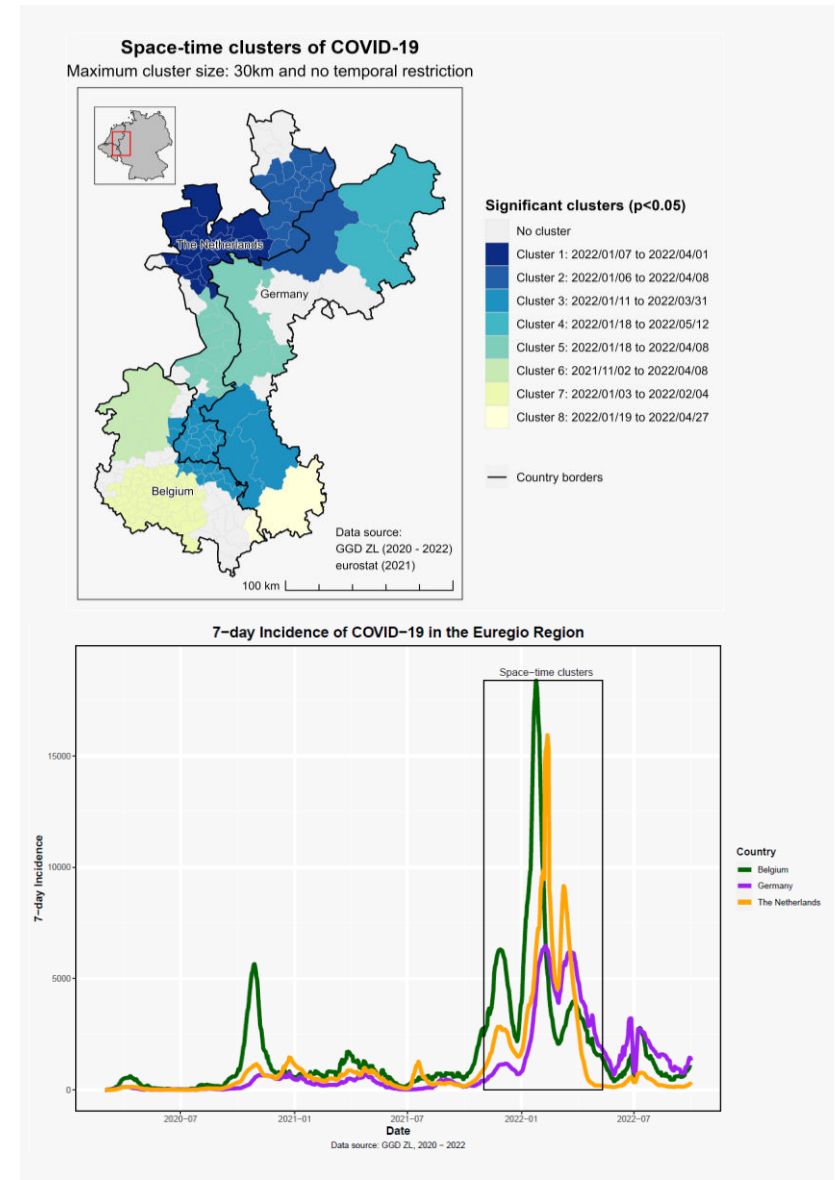 Space-time clusters of COVID-19
Maximum cluster size: 30km and no temporal restriction
The Netherlands
Germany
Belgium
Data source:
GGD ZL (2020 - 2022)
eurostat (2021)
100 km
Significant clusters (p<0.05)
No cluster
Cluster 1: 2022/01/07 to 2022/04/01
Cluster 2: 2022/01/06 to 2022/04/08
Cluster 3: 2022/01/11 to 2022/03/31
Cluster 4: 2022/01/18 to 2022/05/12
Cluster 5: 2022/01/18 to 2022/04/08
Cluster 6: 2021/11/02 to 2022/04/08
Cluster 7: 2022/01/03 to 2022/02/04
Cluster 8: 2022/01/19 to 2022/04/27
Country borders
7−day Incidence of COVID−19 in the Euregio Region
Space−time clusters
15000
10000
5000
0
7−day Incidence
2020−07
2021−01
2021−07
2022−01
2022−07
Date
Data source: GGD ZL, 2020 − 2022
Country
Belgium
Germany
The Netherlands